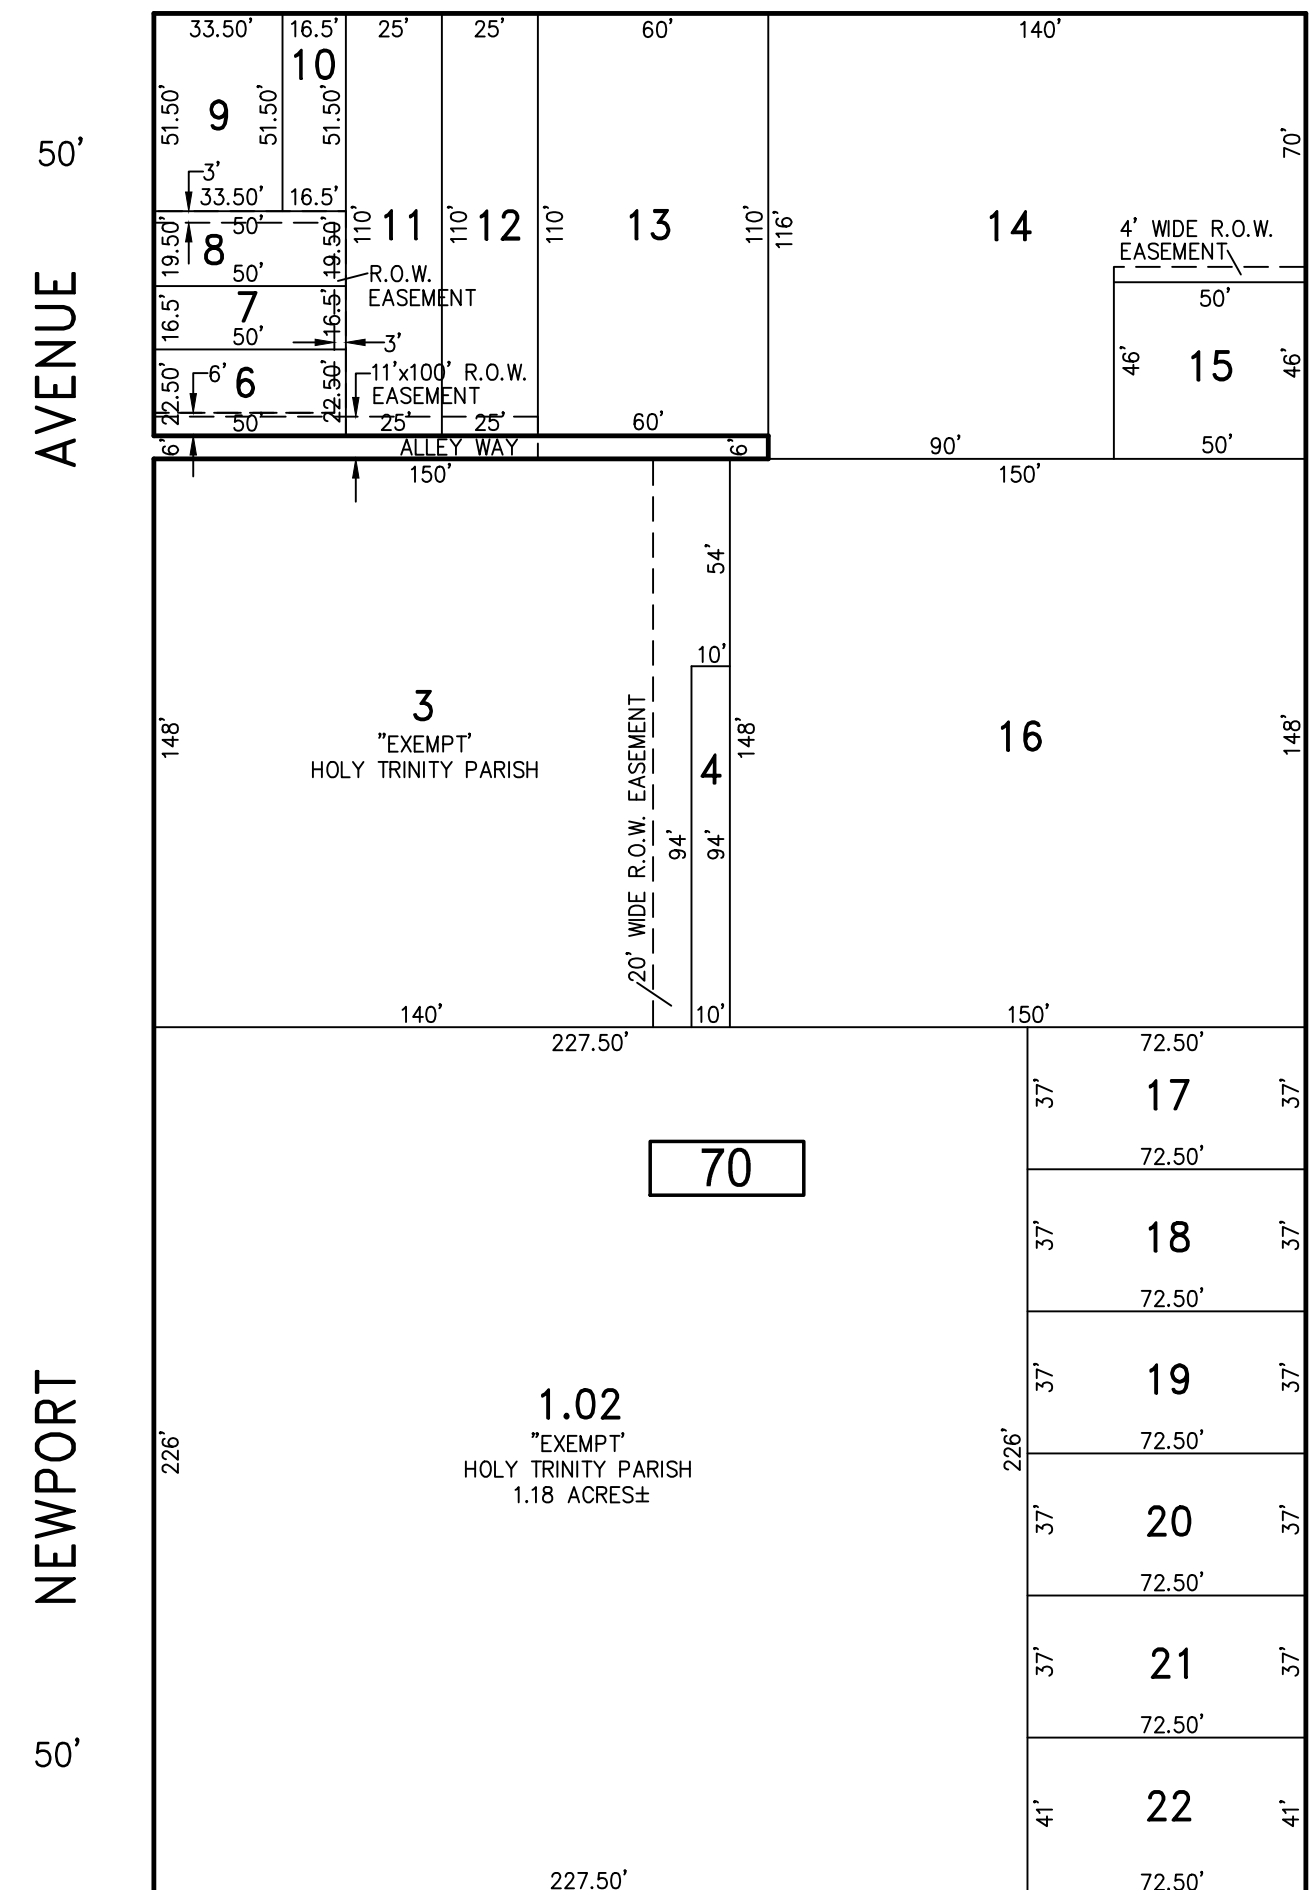 33.50' 16.5' 25' 25' 60' 140'
10
9
51.50' 51.50' 51.50'
50'
70'
3'
33.50' 16.5'
50'
8
19.50' 19.50'
110' 11 110' 12 110' 13 110' 116' 14
4' WIDE R.O.W.
EASEMENT
50'
R.O.W.
EASEMENT
7
16.5' 16.5'
50'
3'
50'
46' 15 46'
6' 6
22.50' 22.50'
11'x100' R.O.W.
EASEMENT
50' 25' 25' 60'
6' ALLEY WAY 6'
90' 50'
150' 150'
AVENUE
54'
10'
3
"EXEMPT'
HOLY TRINITY PARISH
148'
20' WIDE R.O.W. EASEMENT
4
94' 94'
148'
16
148'
140' 10' 150'
227.50' 72.50'
37' 17 37'
72.50'
70
37' 18 37'
72.50'
37' 19 37'
72.50'
1.02
"EXEMPT'
HOLY TRINITY PARISH
1.18 ACRES±
226' 226'
NEWPORT
37' 20 37'
72.50'
37' 21 37'
72.50'
50'
41' 22 41'
227.50' 72.50'